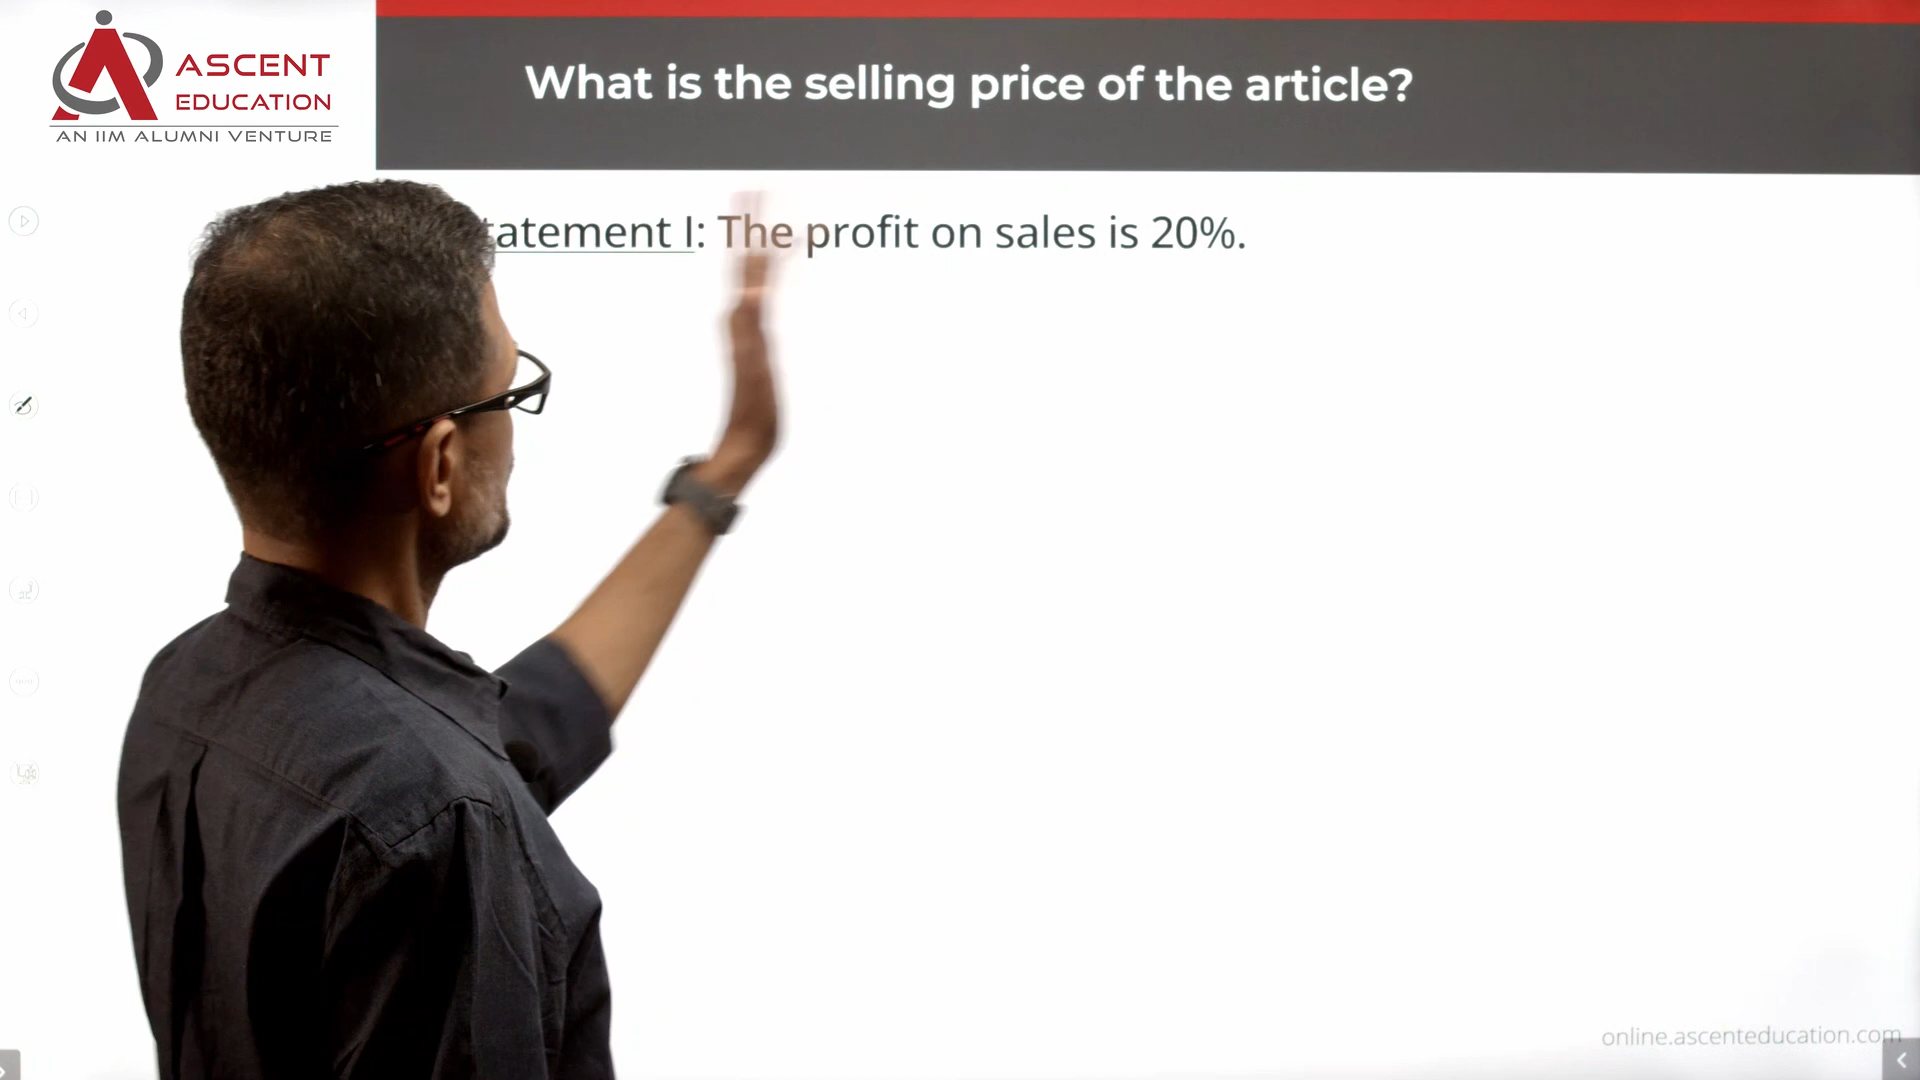 ASCENT
EDUCATION
AN IIM ALUMNI VENTURE
What is the selling price of the article?
tatement I: The profit on sales is 20%.
online.ascenteducation.com